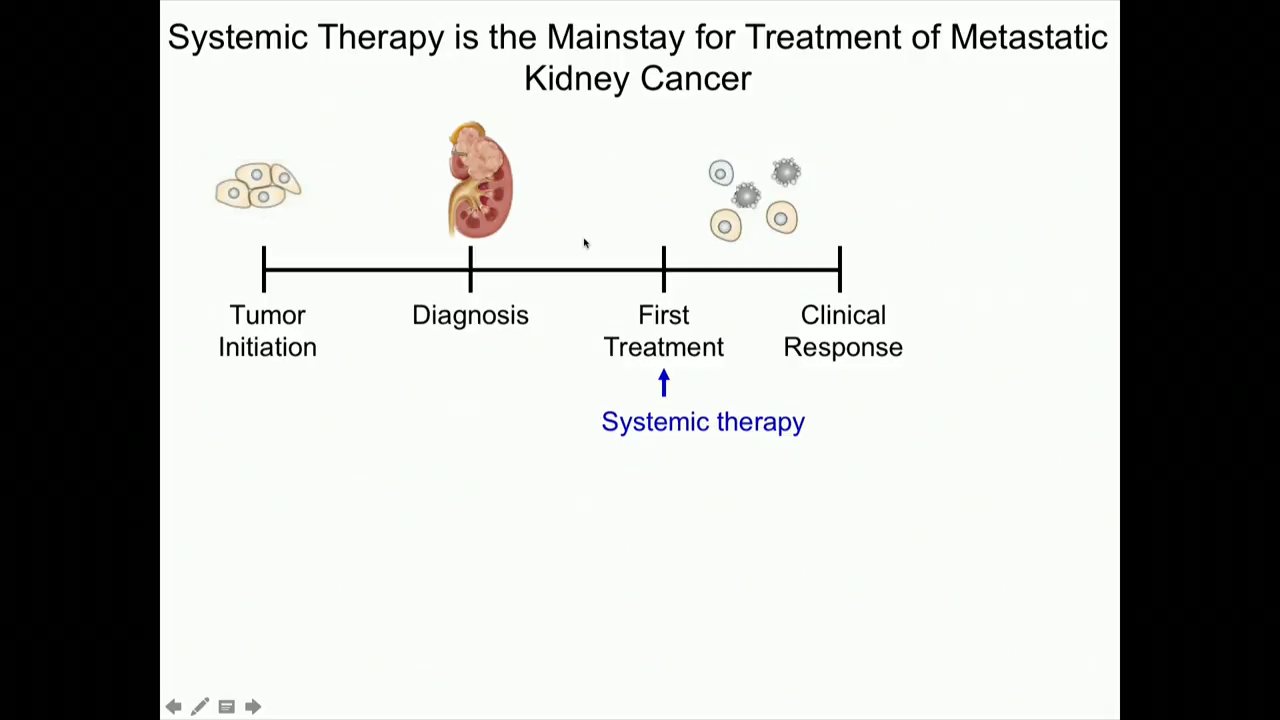 Systemic Therapy is the Mainstay for Treatment of Metastatic
Kidney Cancer
Tumor
Initiation
Diagnosis
First
Treatment
Clinical
Response
Systemic therapy